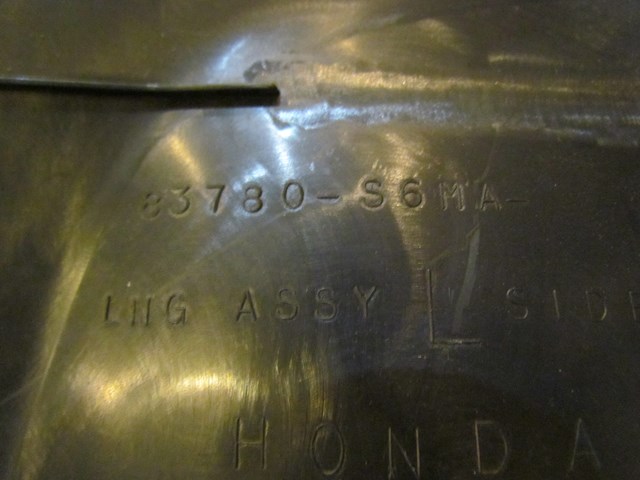 83780-S6MA-
LNG ASSY L SIDE
HONDA